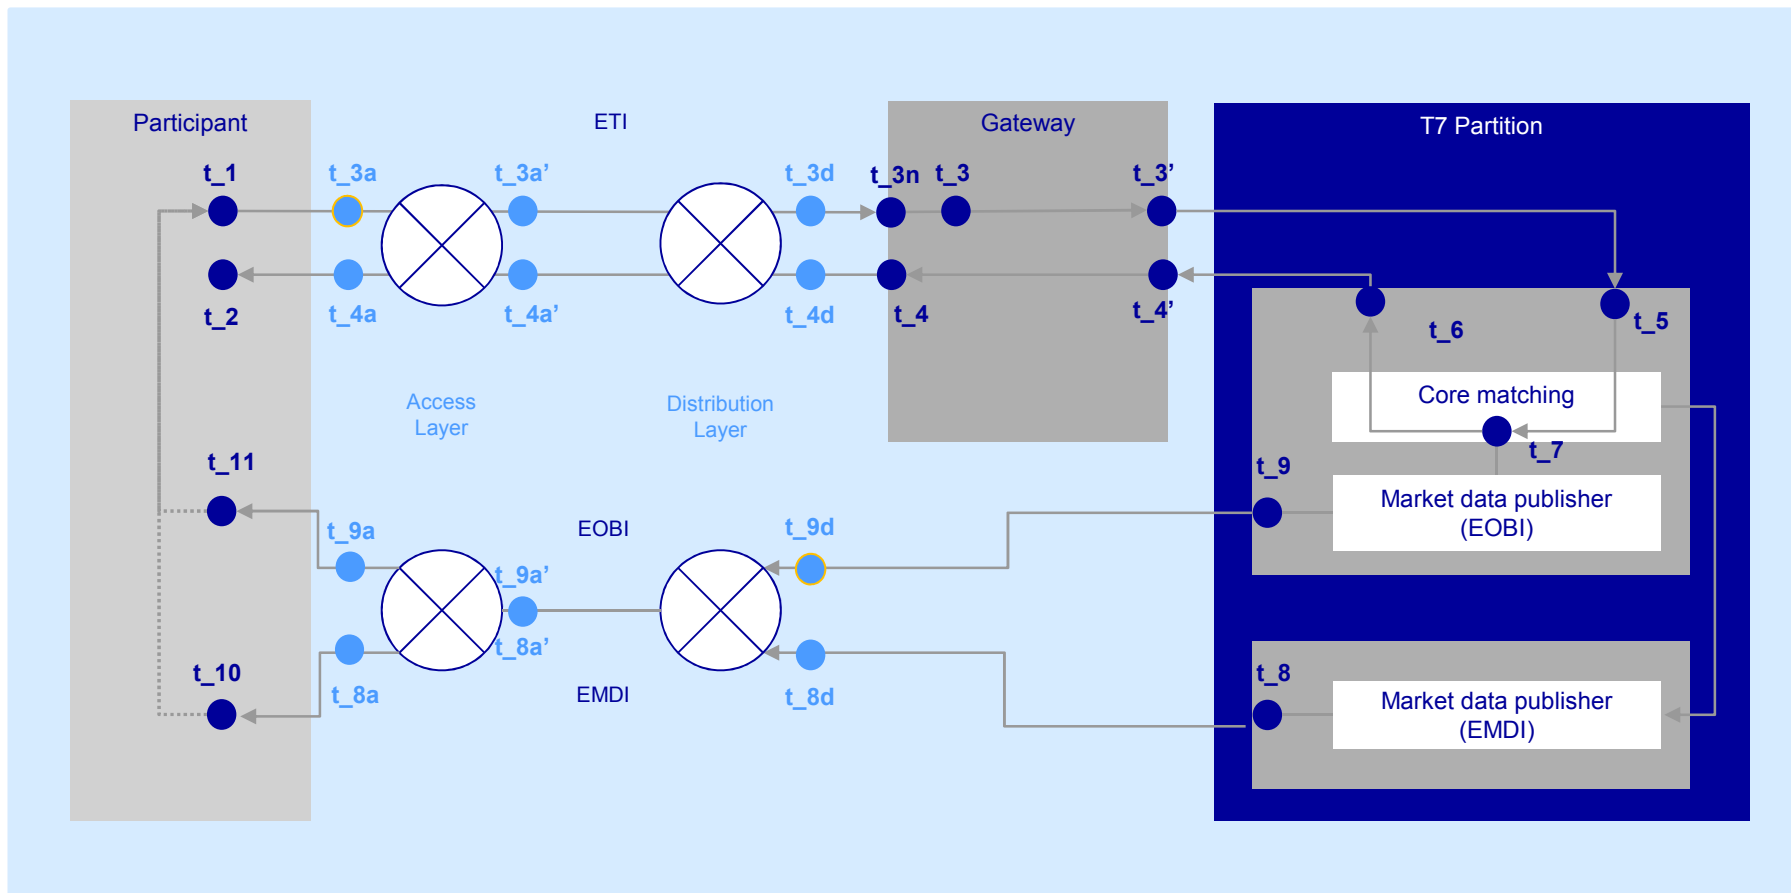 Participant
ETI
Gateway
T7 Partition
t_1
t_3a
t_3a’
t_3d
t_3n
t_3
t_3’
t_2
t_4a
t_4a’
t_4d
t_4
t_4’
t_6
t_5
Access
Layer
Distribution
Layer
Core matching
t_7
t_11
t_9a
EOBI
t_9d
t_9
Market data publisher
(EOBI)
t_9a’
t_8a’
t_10
t_8a
EMDI
t_8d
t_8
Market data publisher
(EMDI)